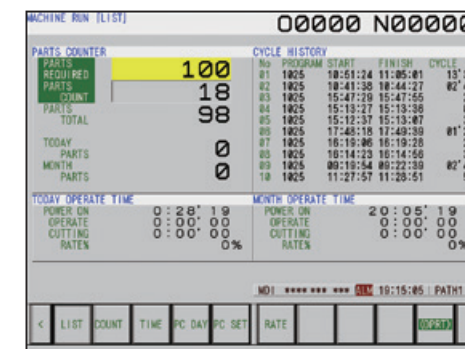 MACHINE RUN [LIST]
O0000 N0000
PARTS COUNTER
PARTS REQUIRED 100
PARTS COUNT 18
PARTS TOTAL 98
TODAY PARTS 0
MONTH PARTS 0
CYCLE HISTORY
No PROGRAM START FINISH CYCLE
01 1025 10:51:24 11:05:01 13'
02 1025 10:41:38 10:44:27 02'
03 1025 15:47:29 15:47:55
04 1025 15:13:27 15:13:36
05 1025 15:12:37 15:13:07
06 1025 17:48:18 17:49:39 01'
07 1025 16:19:06 16:19:28
08 1025 16:14:23 16:14:56
09 1025 09:19:54 09:22:39 02'
10 1025 11:27:57 11:28:51
TODAY OPERATE TIME
POWER ON 0:28'19
OPERATE 0:00'00
CUTTING 0:00'00
RATE% 0%
MONTH OPERATE TIME
POWER ON 20:05'19
OPERATE 0:00'00
CUTTING 0:00'00
RATE% 0%
MDI **** *** *** ALM 19:15:05 PATH1
< LIST COUNT TIME PC DAY PC SET RATE (OPRT)